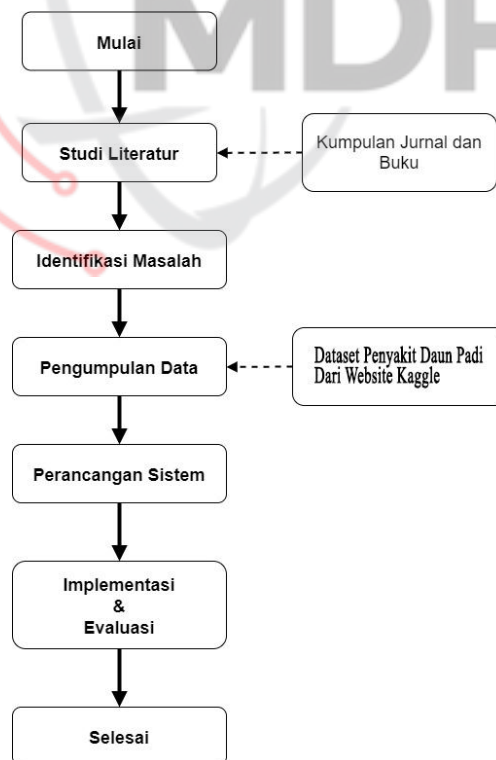 MDP
Mulai
Studi Literatur
Kumpulan Jurnal dan
Buku
Identifikasi Masalah
Pengumpulan Data
Dataset Penyakit Daun Padi
Dari Website Kaggle
Perancangan Sistem
Implementasi
&
Evaluasi
Selesai